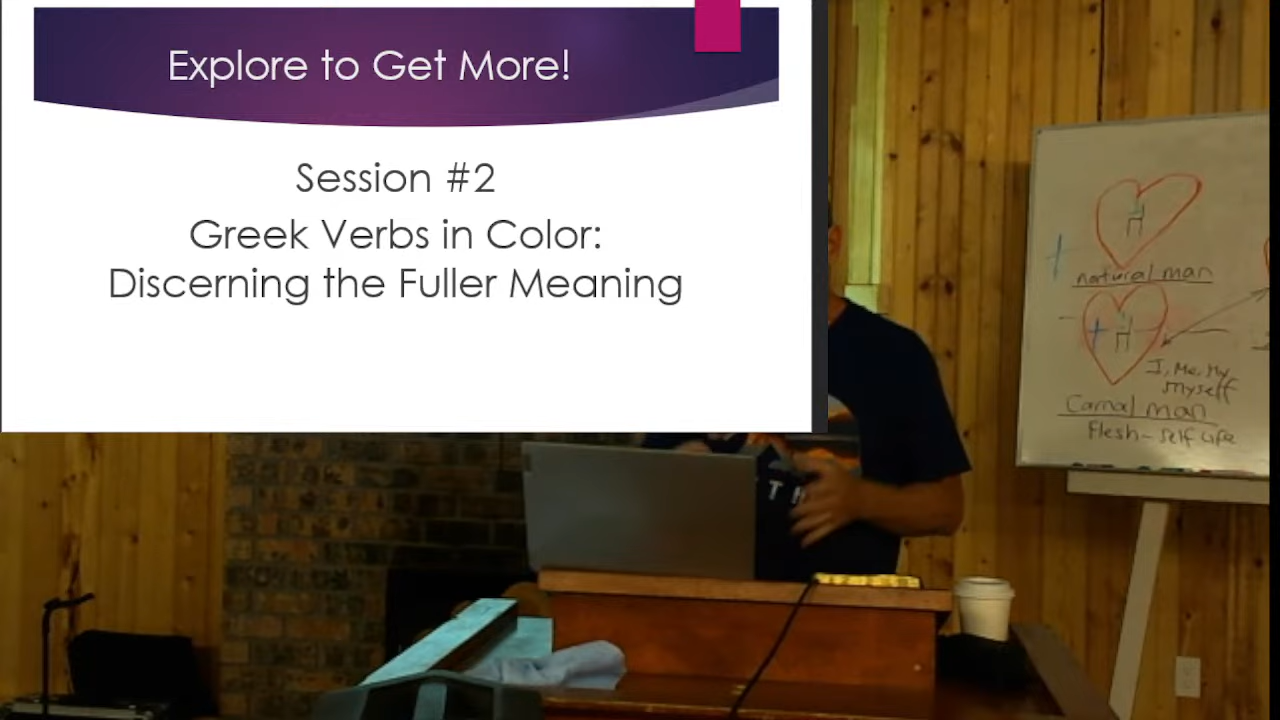 Explore to Get More!
Session #2
Greek Verbs in Color:
Discerning the Fuller Meaning
H
natural man
H
I, Me, My
Myself
Carnal man
Flesh - Self Life
TH